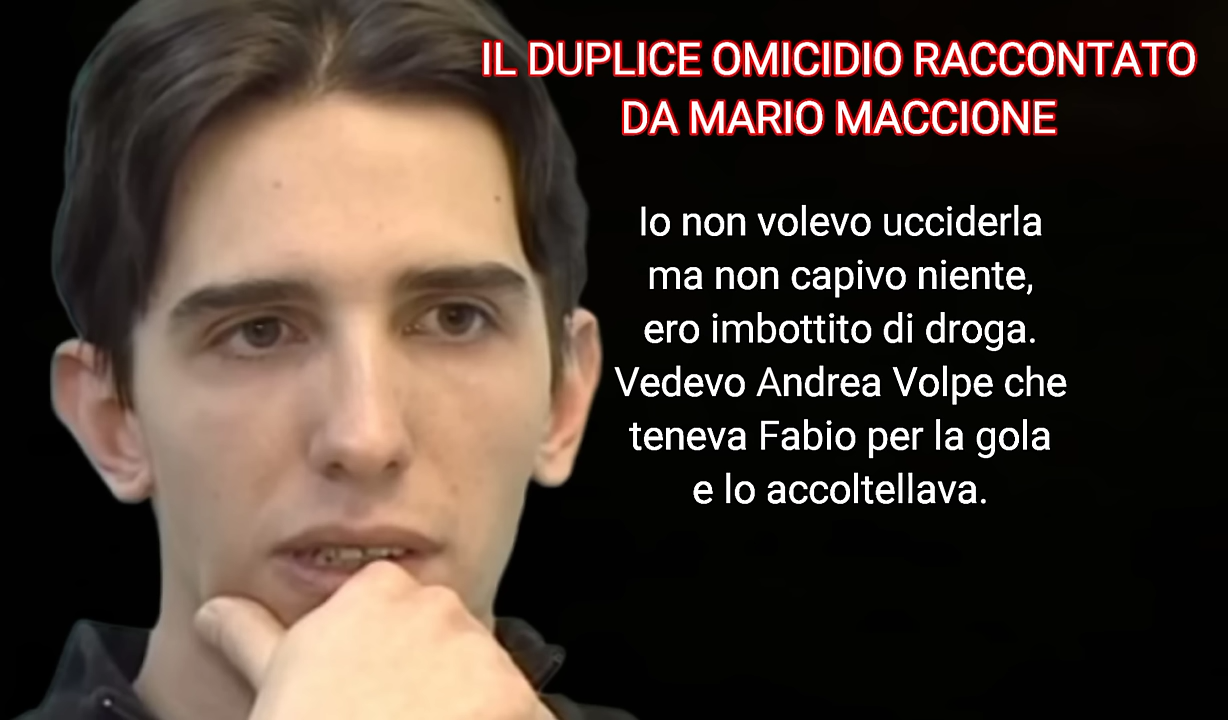 IL DUPLICE OMICIDIO RACCONTATO
DA MARIO MACCIONE
Io non volevo ucciderla
ma non capivo niente,
ero imbottito di droga.
Vedevo Andrea Volpe che
teneva Fabio per la gola
e lo accoltellava.